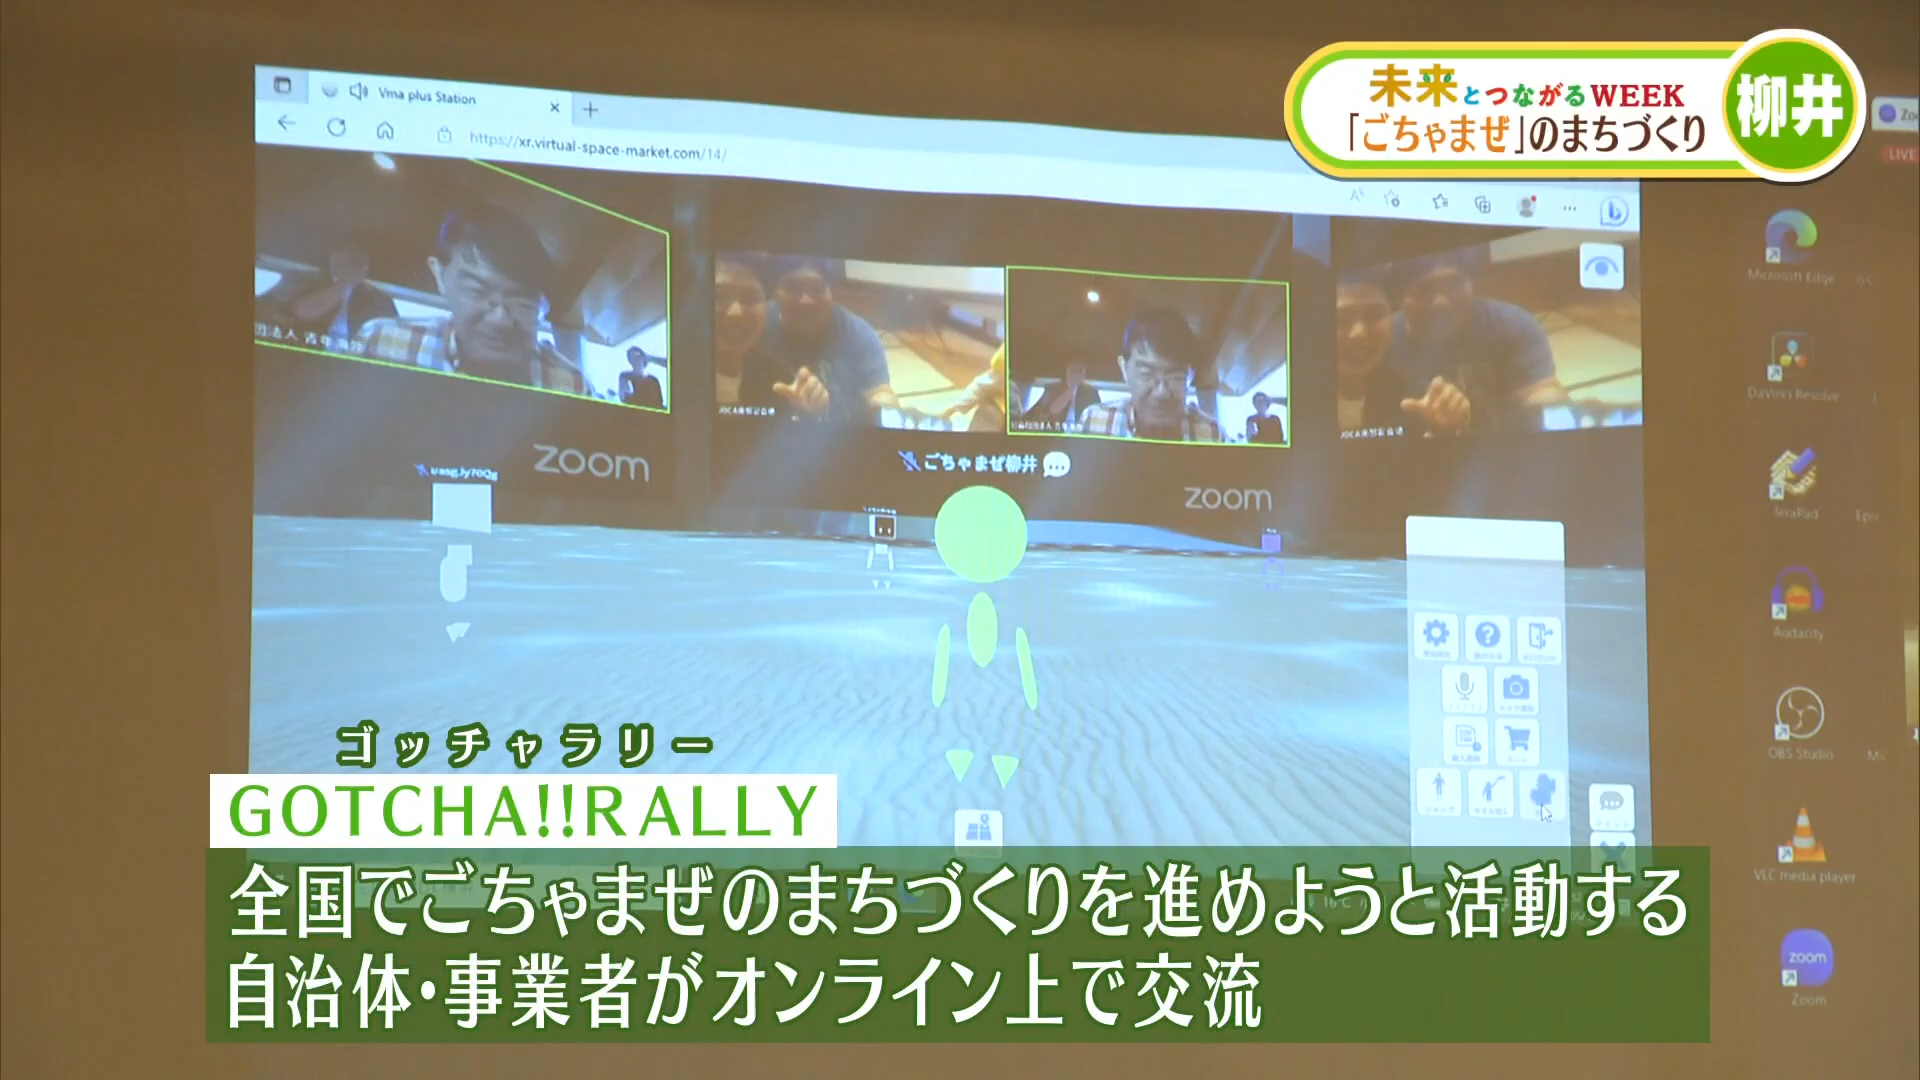 未来とつながるWEEK
「ごちゃまぜ」のまちづくり
柳井
Vma plus Station
https://xr.virtual-space-market.com/14/
LIVE
zoom
ごちゃまぜ柳井
zoom
Microsoft Edge
DaVinci Resolve
TeraPad
Audacity
OBS Studio
VLC media player
zoom
Zoom
ゴッチャラリー
GOTCHA!!RALLY
全国でごちゃまぜのまちづくりを進めようと活動する
自治体・事業者がオンライン上で交流